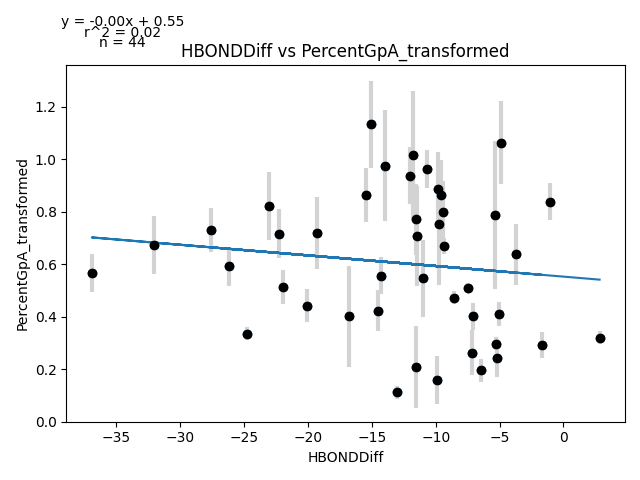 y = -0.00x + 0.55
r^2 = 0.02
n = 44
HBONDDiff vs PercentGpA_transformed
PercentGpA_transformed
1.2
1.0
0.8
0.6
0.4
0.2
0.0
−35
−30
−25
−20
−15
−10
−5
0
HBONDDiff